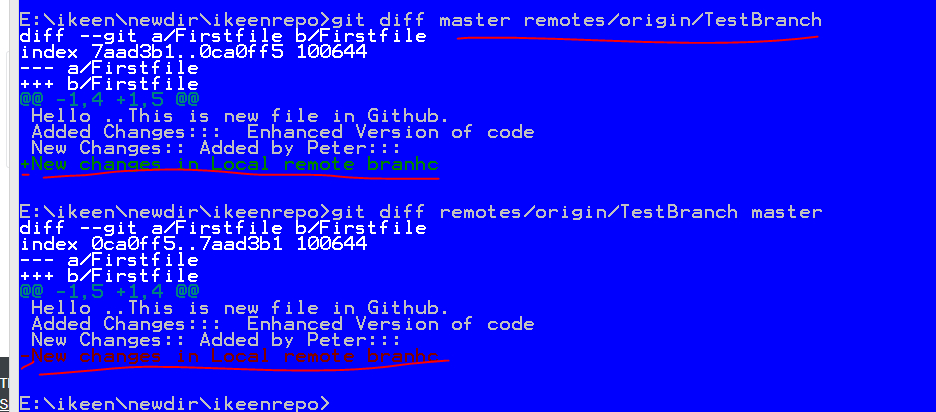 E:\ikeen\newdir\ikeenrepo>git diff master remotes/origin/TestBranch
diff --git a/Firstfile b/Firstfile
index 7aad3b1..0ca0ff5 100644
--- a/Firstfile
+++ b/Firstfile
@@ -1,4 +1,5 @@
 Hello ..This is new file in Github.
 Added Changes:::  Enhanced Version of code
 New Changes:: Added by Peter:::
+New changes in Local remote branhc
E:\ikeen\newdir\ikeenrepo>git diff remotes/origin/TestBranch master
diff --git a/Firstfile b/Firstfile
index 0ca0ff5..7aad3b1 100644
--- a/Firstfile
+++ b/Firstfile
@@ -1,5 +1,4 @@
 Hello ..This is new file in Github.
 Added Changes:::  Enhanced Version of code
 New Changes:: Added by Peter:::
-New changes in Local remote branhc
E:\ikeen\newdir\ikeenrepo>